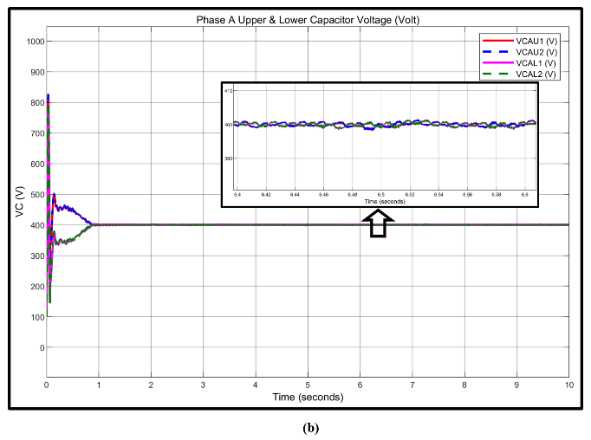 Phase A Upper & Lower Capacitor Voltage (Volt)
VCAU1 (V)
VCAU2 (V)
VCAL1 (V)
VCAL2 (V)
1000
900
800
700
600
500
400
300
200
100
0
VC (V)
410
400
390
6.4 6.42 6.44 6.46 6.48 6.5 6.52 6.54 6.56 6.58 6.6
Time (seconds)
0 1 2 3 4 5 6 7 8 9 10
Time (seconds)
(b)